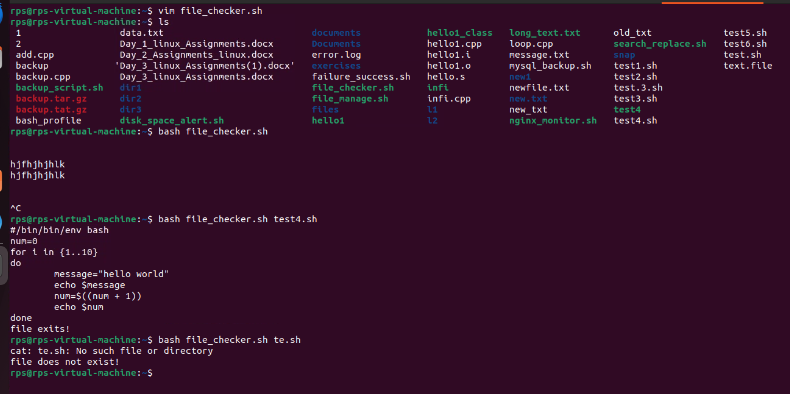 rps@rps-virtual-machine:~$ vim file_checker.sh
rps@rps-virtual-machine:~$ ls
1 data.txt documents hello1_class long_text.txt old_txt test5.sh
2 Day_1_linux_Assignments.docx Documents hello1.cpp loop.cpp search_replace.sh test6.sh
add.cpp Day_2_Assignments_linux.docx error.log hello1.i message.txt snap test.sh
backup 'Day_3_linux_Assignments(1).docx' exercises hello1.o mysql_backup.sh test1.sh text.file
backup.cpp Day_3_linux_Assignments.docx failure_success.sh hello.s new1 test2.sh
backup_script.sh dir1 file_checker.sh infi newfile.txt test.3.sh
backup.tar.gz dir2 file_manage.sh infi.cpp new.txt test3.sh
backup.tat.gz dir3 files l1 new_txt test4
bash_profile disk_space_alert.sh hello1 l2 nginx_monitor.sh test4.sh
rps@rps-virtual-machine:~$ bash file_checker.sh
hjfhjhjhlk
hjfhjhjhlk
^C
rps@rps-virtual-machine:~$ bash file_checker.sh test4.sh
#/bin/bin/env bash
num=0
for i in {1..10}
do
message="hello world"
echo $message
num=$((num + 1))
echo $num
done
file exits!
rps@rps-virtual-machine:~$ bash file_checker.sh te.sh
cat: te.sh: No such file or directory
file does not exist!
rps@rps-virtual-machine:~$